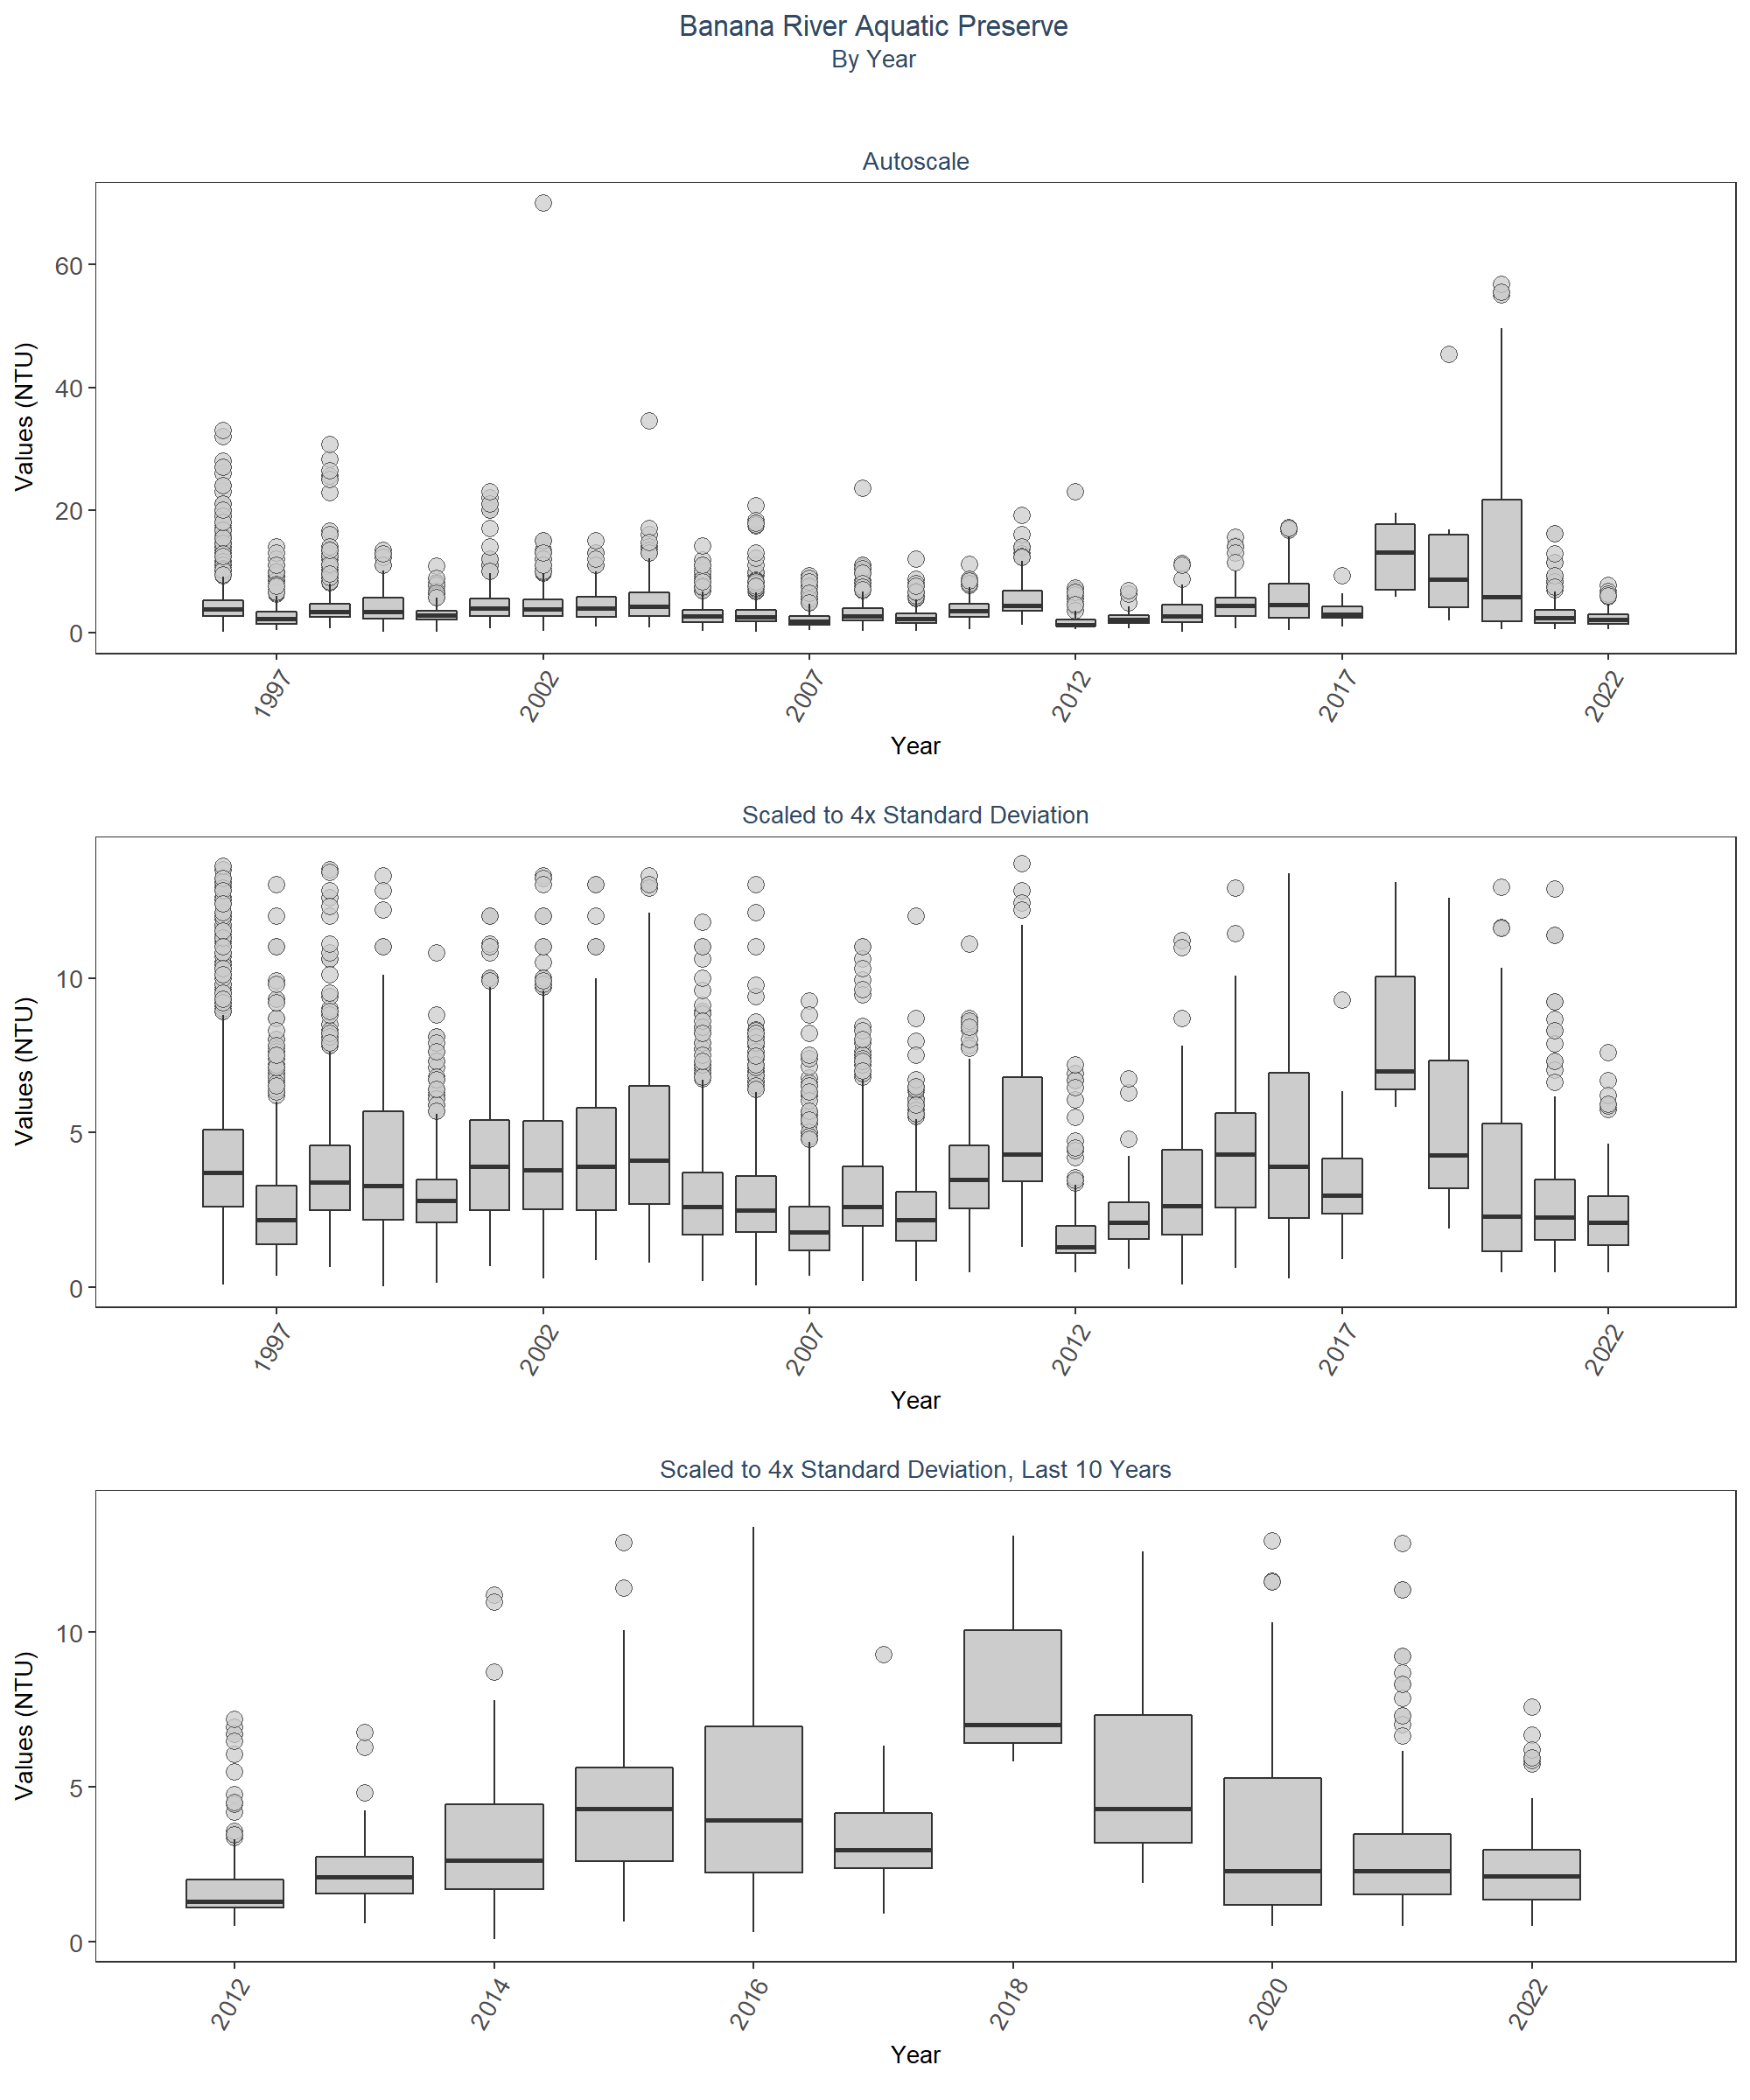 Banana River Aquatic Preserve
By Year
Autoscale
Values (NTU)
60
40
20
0
1997 2002 2007 2012 2017 2022
Year
Scaled to 4x Standard Deviation
Values (NTU)
10
5
0
1997 2002 2007 2012 2017 2022
Year
Scaled to 4x Standard Deviation, Last 10 Years
Values (NTU)
10
5
0
2012 2014 2016 2018 2020 2022
Year